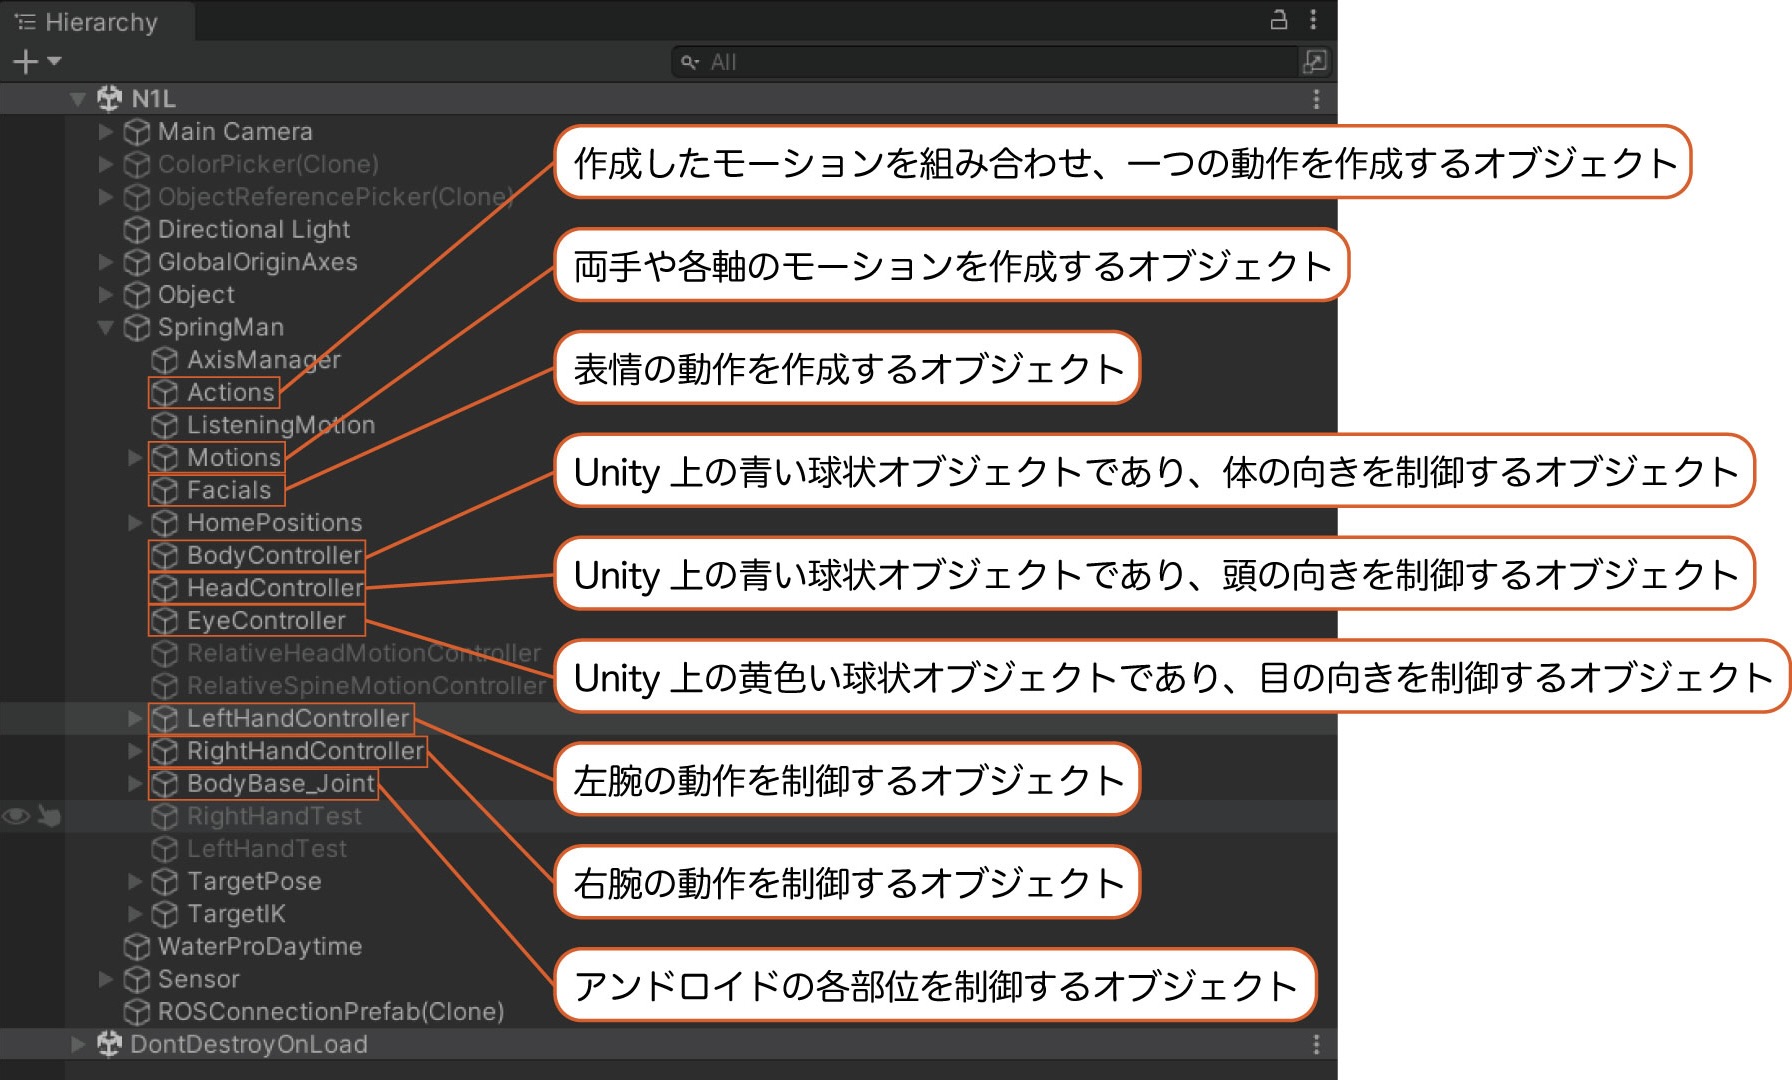 Hierarchy
All
N1L
Main Camera
ColorPicker(Clone)
作成したモーションを組み合わせ、一つの動作を作成するオブジェクト
ObjectReferencePicker(Clone)
Directional Light
GlobalOriginAxes
両手や各軸のモーションを作成するオブジェクト
Object
SpringMan
AxisManager
表情の動作を作成するオブジェクト
Actions
ListeningMotion
Motions
Unity 上の青い球状オブジェクトであり、体の向きを制御するオブジェクト
Facials
HomePositions
BodyController
Unity 上の青い球状オブジェクトであり、頭の向きを制御するオブジェクト
HeadController
EyeController
RelativeHeadMotionController
Unity 上の黄色い球状オブジェクトであり、目の向きを制御するオブジェクト
RelativeSpineMotionController
LeftHandController
RightHandController
左腕の動作を制御するオブジェクト
BodyBase_Joint
RightHandTest
LeftHandTest
TargetPose
右腕の動作を制御するオブジェクト
TargetIK
WaterProDaytime
Sensor
アンドロイドの各部位を制御するオブジェクト
ROSConnectionPrefab(Clone)
DontDestroyOnLoad